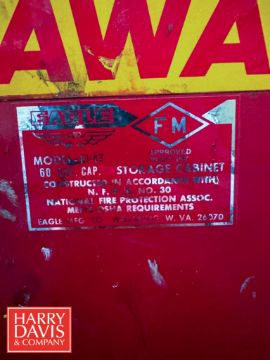 AWA
EAGLE
FM
APPROVED
MODEL
60 CAP. STORAGE CABINET
CONSTRUCTED IN ACCORDANCE WITH
N. F. NO. 30
NATIONAL FIRE PROTECTION ASSOC.
OSHA REQUIREMENTS
EAGLE MFG. W. VA. 26070
HARRY
DAVIS
& COMPANY